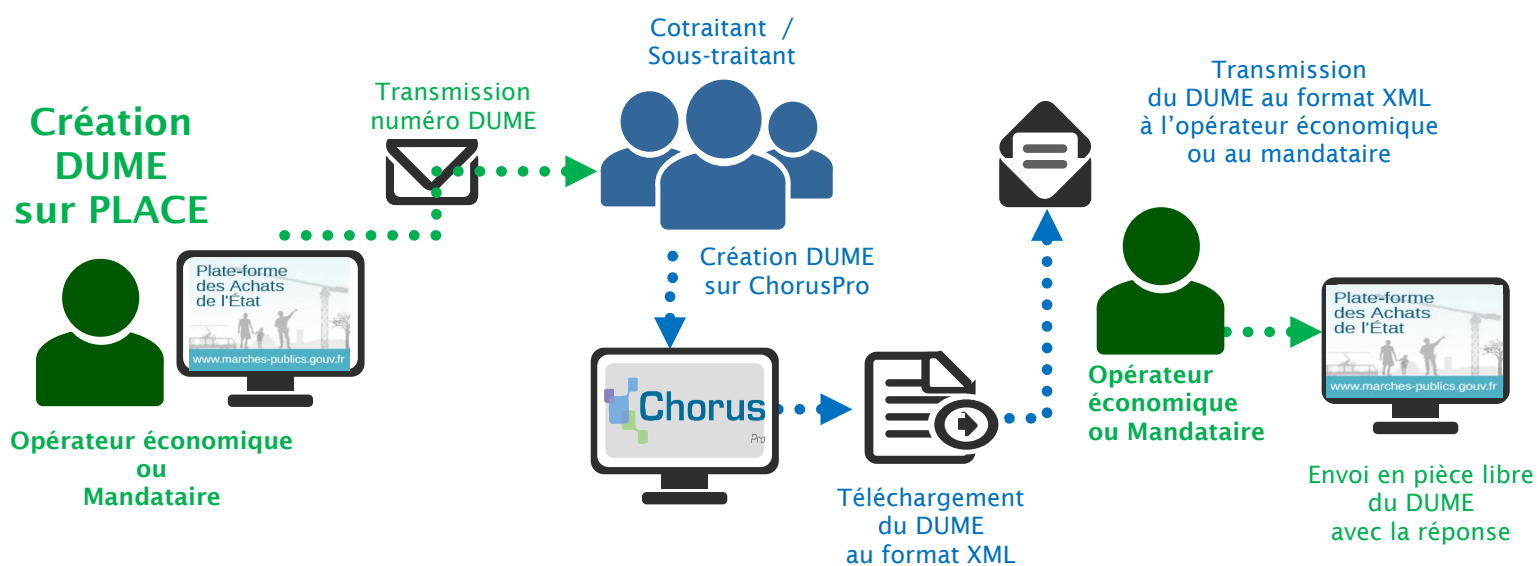 Création
DUME
sur PLACE
Plate-forme
des Achats
de l'État
www.marches-publics.gouv.fr
Opérateur économique
ou
Mandataire
Transmission
numéro DUME
Cotraitant /
Sous-traitant
Création DUME
sur ChorusPro
Chorus
Pro
Téléchargement
du DUME
au format XML
Transmission
du DUME au format XML
à l'opérateur économique
ou au mandataire
Opérateur
économique
ou Mandataire
Plate-forme
des Achats
de l'État
www.marches-publics.gouv.fr
Envoi en pièce libre
du DUME
avec la réponse